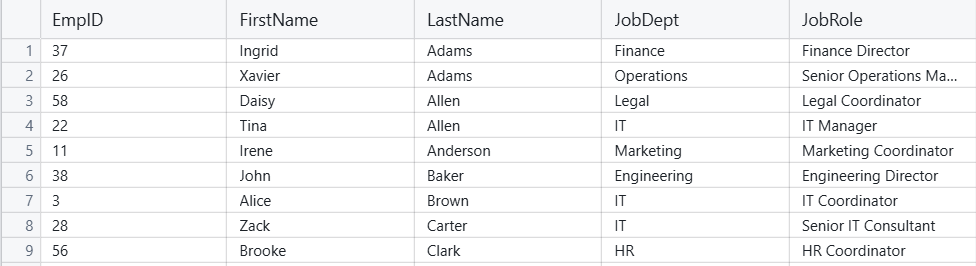 EmpID FirstName LastName JobDept JobRole
1 37 Ingrid Adams Finance Finance Director
2 26 Xavier Adams Operations Senior Operations Ma...
3 58 Daisy Allen Legal Legal Coordinator
4 22 Tina Allen IT IT Manager
5 11 Irene Anderson Marketing Marketing Coordinator
6 38 John Baker Engineering Engineering Director
7 3 Alice Brown IT IT Coordinator
8 28 Zack Carter IT Senior IT Consultant
9 56 Brooke Clark HR HR Coordinator